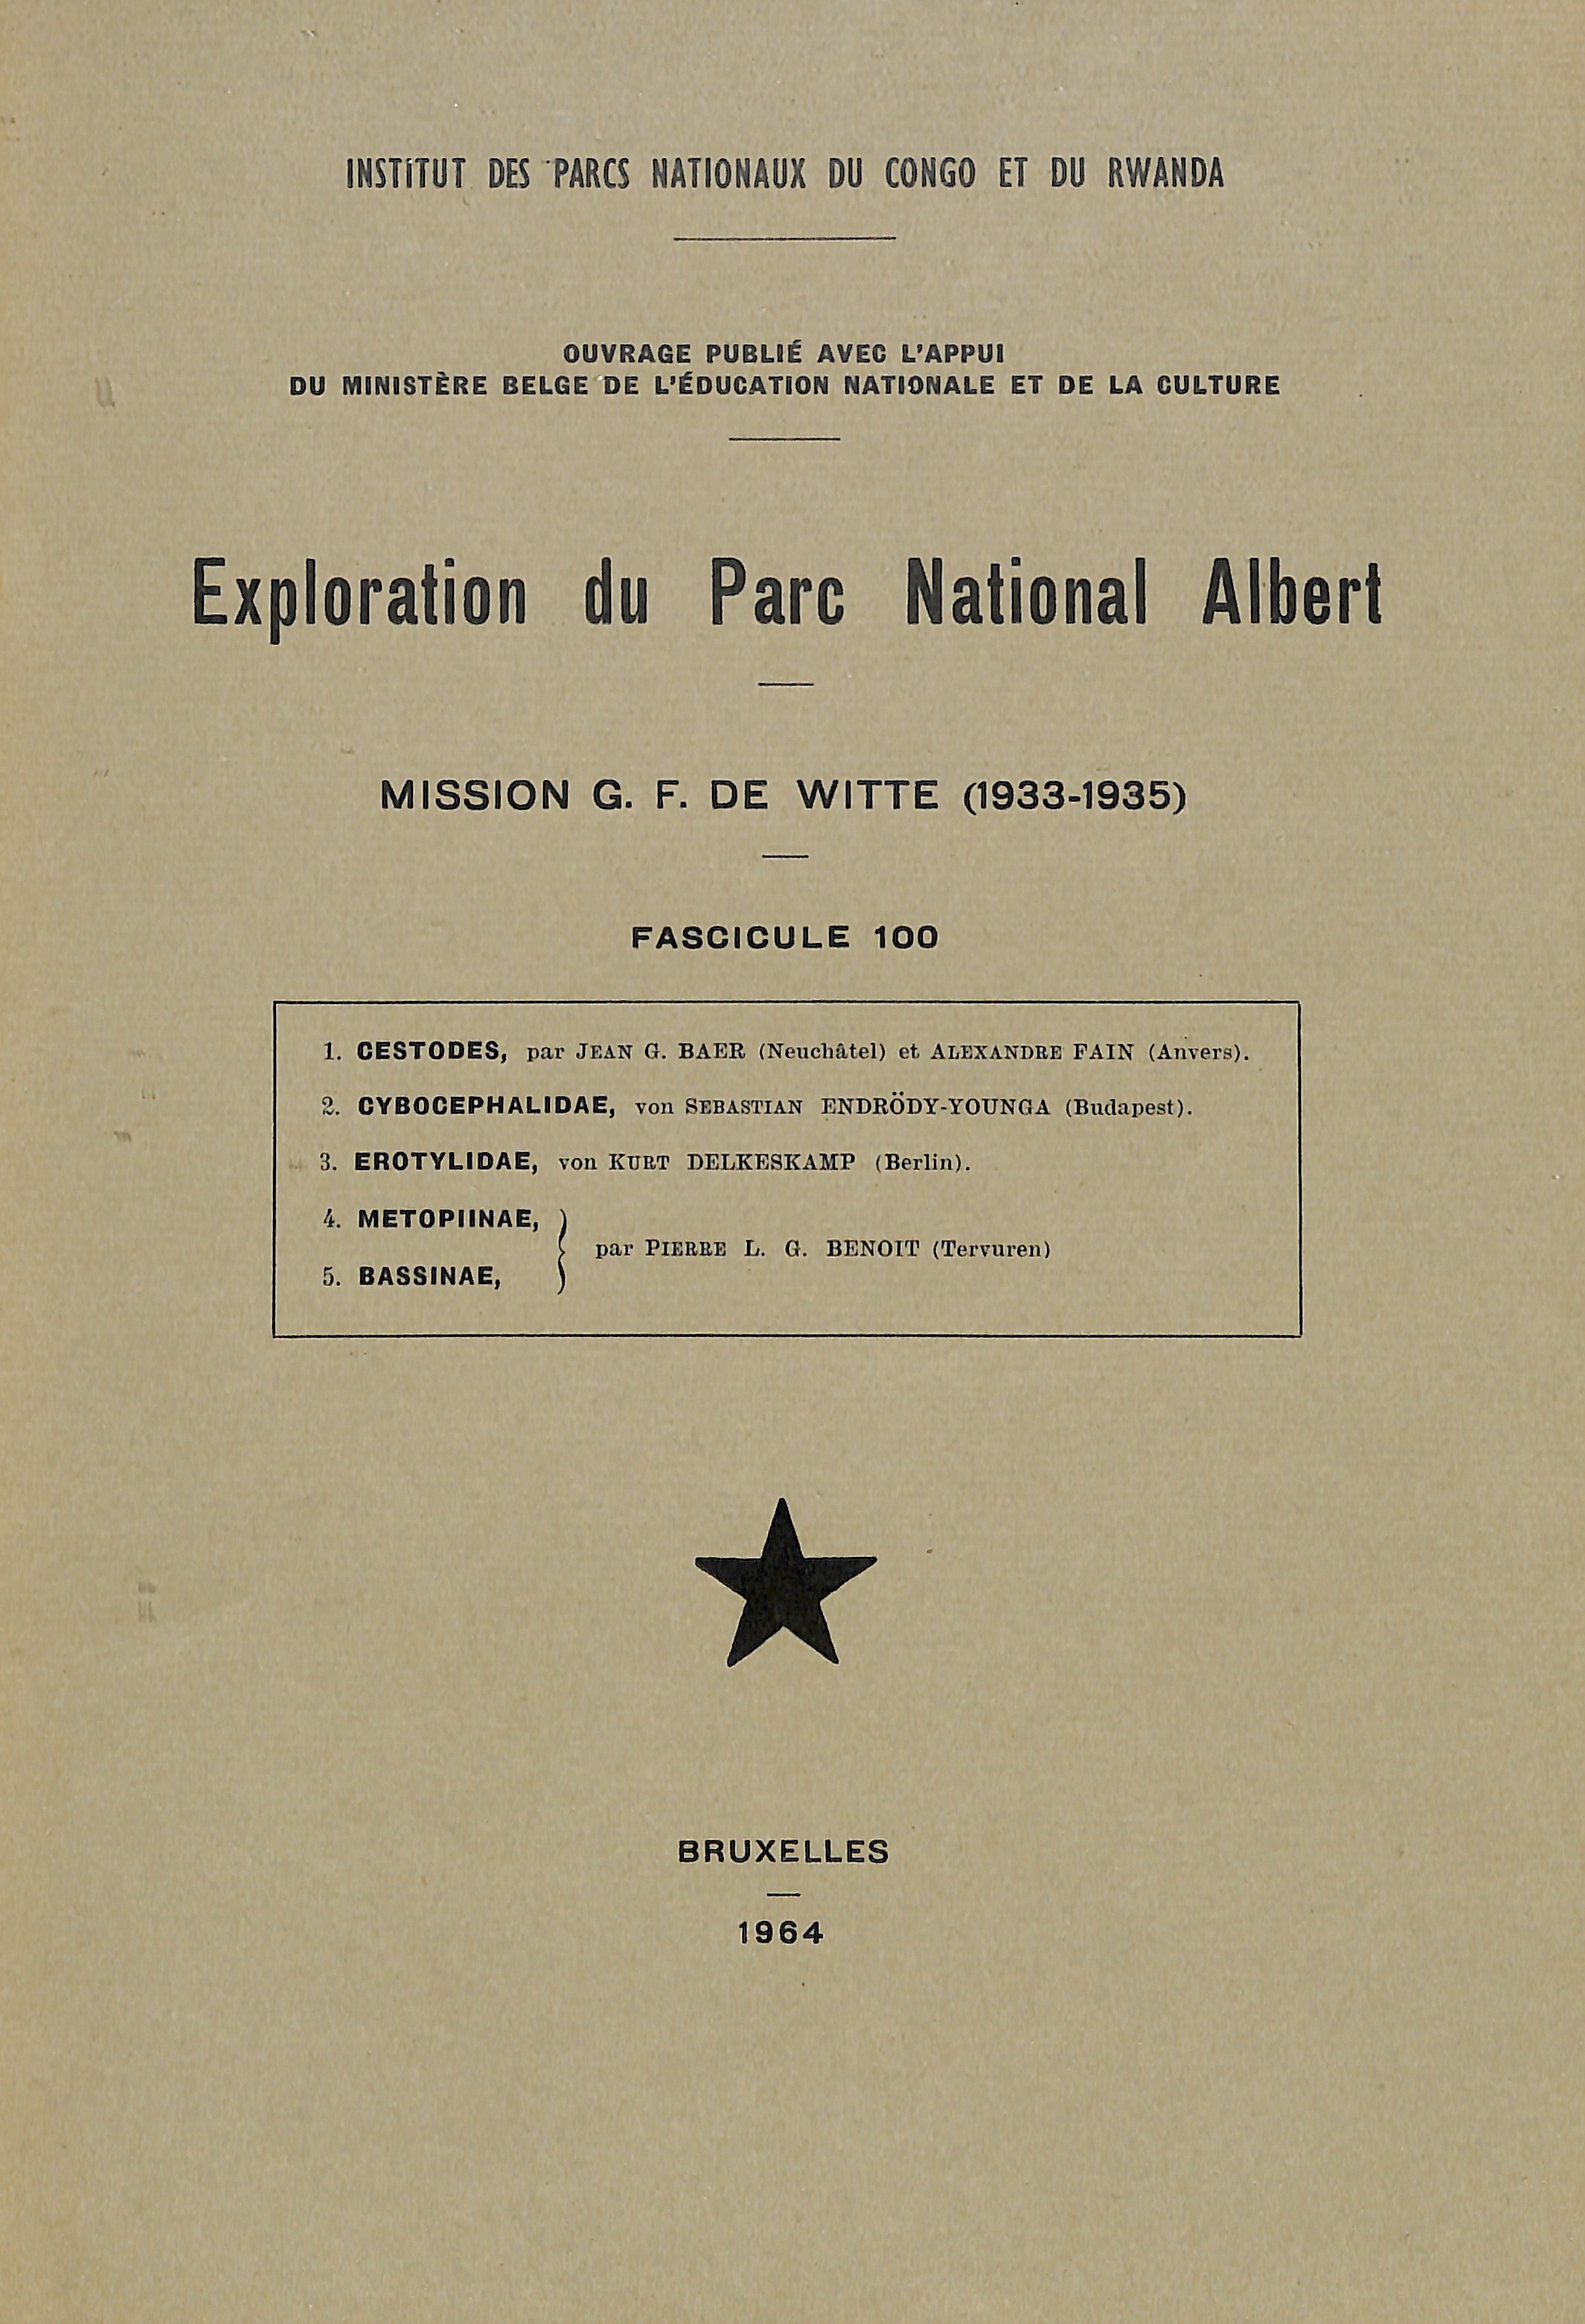 INSTITUT DES PARCS NATIONAUX DU CONGO ET DU RWANDA
OUVRAGE PUBLIÉ AVEC L'APPUI
DU MINISTÈRE BELGE DE L'ÉDUCATION NATIONALE ET DE LA CULTURE
Exploration du Parc National Albert
MISSION G. F. DE WITTE (1933-1935)
FASCICULE 100
1. CESTODES, par JEAN G. BAER (Neuchâtel) et ALEXANDRE FAIN (Anvers).
2. CYBOCEPHALIDAE, von SEBASTIAN ENDRÖDY-YOUNGA (Budapest).
3. EROTYLIDAE, von KURT DELKESKAMP (Berlin).
4. METOPIINAE,
par PIERRE L. G. BENOIT (Tervuren)
5. BASSINAE,
BRUXELLES
1964